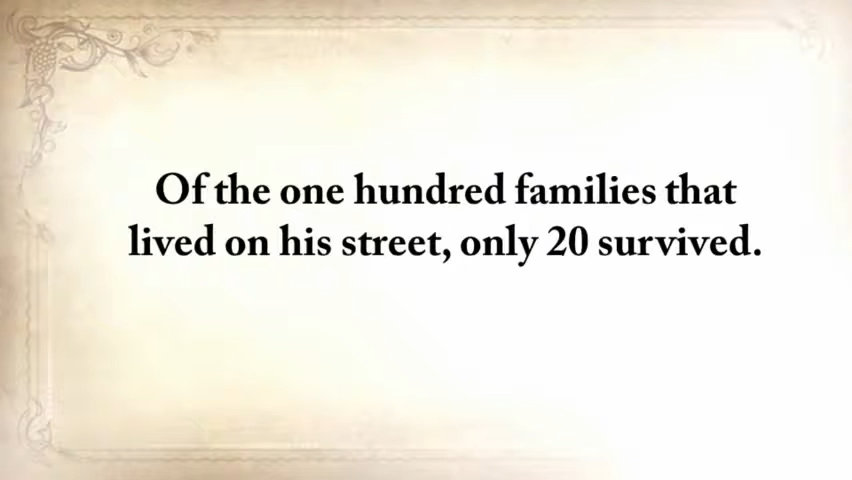 Of the one hundred families that
lived on his street, only 20 survived.